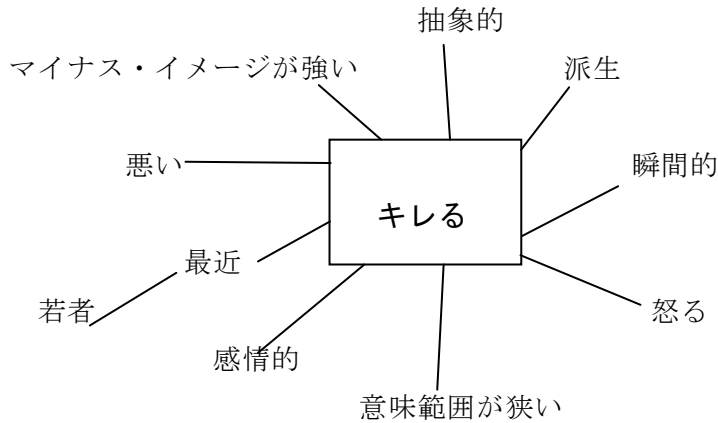 抽象的
マイナス・イメージが強い
派生
悪い
瞬間的
キレる
最近
若者
怒る
感情的
意味範囲が狭い